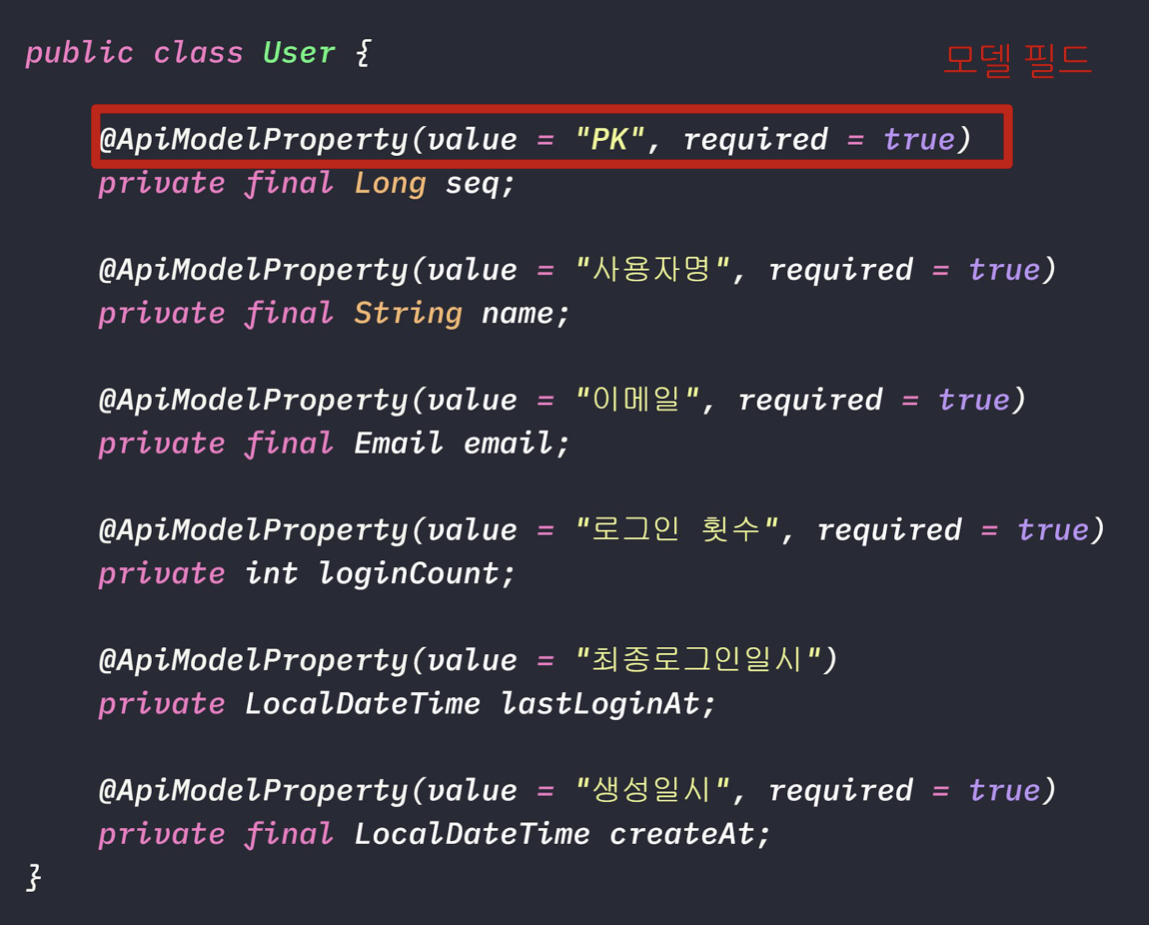 public class User {
모델 필드
@ApiModelProperty(value = "PK", required = true)
private final Long seq;
@ApiModelProperty(value = "사용자명", required = true)
private final String name;
@ApiModelProperty(value = "이메일", required = true)
private final Email email;
@ApiModelProperty(value = "로그인 횟수", required = true)
private int loginCount;
@ApiModelProperty(value = "최종로그인일시")
private LocalDateTime lastLoginAt;
@ApiModelProperty(value = "생성일시", required = true)
private final LocalDateTime createAt;
}